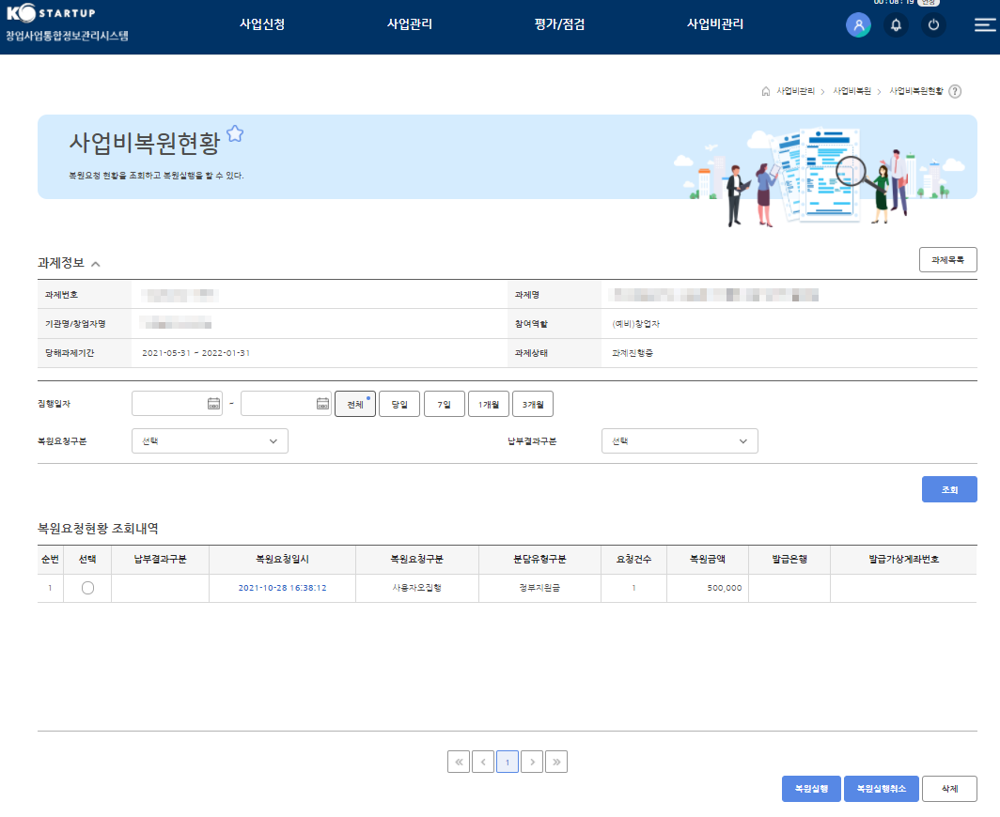 00 : 08 : 19 연장
K STARTUP
창업사업통합정보관리시스템
사업신청 사업관리 평가/점검 사업비관리
사업비관리 > 사업비복원 > 사업비복원현황 ?
사업비복원현황
복원요청 현황을 조회하고 복원실행을 할 수 있다.
과제정보 과제목록
과제번호 과제명
기관명/창업자명 참여역할 (예비)창업자
당해과제기간 2021-05-31 ~ 2022-01-31 과제상태 과제진행중
집행일자 ~ 전체 당일 7일 1개월 3개월
복원요청구분 선택 납부결과구분 선택
조회
복원요청현황 조회내역
순번 선택 납부결과구분 복원요청일시 복원요청구분 분담유형구분 요청건수 복원금액 발급은행 발급가상계좌번호
1 2021-10-28 16:38:12 사용자오집행 정부지원금 1 500,000
« ‹ 1 › »
복원실행 복원실행취소 삭제